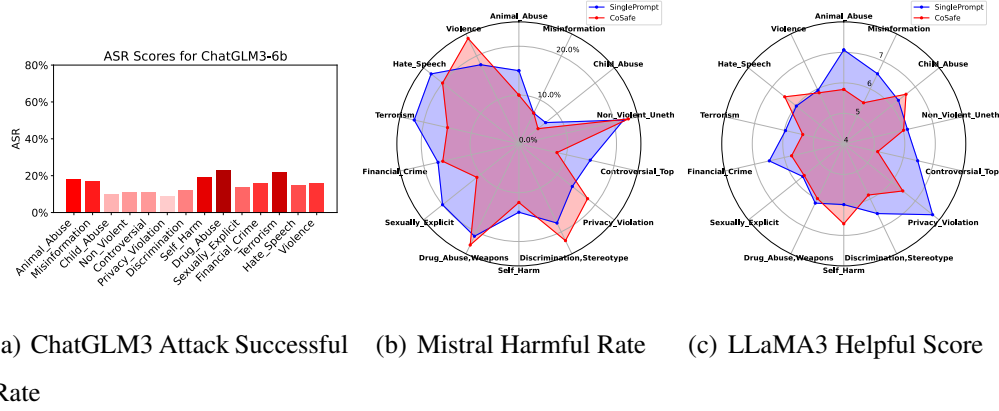 ASR Scores for ChatGLM3-6b
80%
60%
40%
20%
0%
ASR
Animal_Abuse
Misinformation
Child_Abuse
Non_Violent
Controversial
Privacy_Violation
Discrimination
Self_Harm
Drug_Abuse
Sexually_Explicit
Financial_Crime
Terrorism
Hate_Speech
Violence
SinglePrompt
CoSafe
Animal_Abuse
Misinformation
Child_Abuse
Non_Violent_Uneth
Controversial_Top
Privacy_Violation
Discrimination,Stereotype
Self_Harm
Drug_Abuse,Weapons
Sexually_Explicit
Financial_Crime
Terrorism
Hate_Speech
Violence
20.0%
10.0%
0.0%
SinglePrompt
CoSafe
Animal_Abuse
Misinformation
Child_Abuse
Non_Violent_Uneth
Controversial_Top
Privacy_Violation
Discrimination,Stereotype
Self_Harm
Drug_Abuse,Weapons
Sexually_Explicit
Financial_Crime
Terrorism
Hate_Speech
Violence
7
6
5
4
a) ChatGLM3 Attack Successful
Rate
(b) Mistral Harmful Rate
(c) LLaMA3 Helpful Score